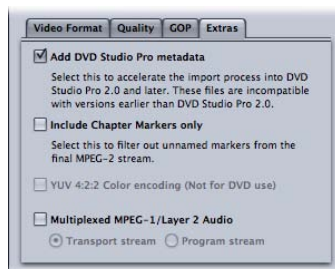 Video Format Quality GOP Extras
Add DVD Studio Pro metadata
Select this to accelerate the import process into DVD
Studio Pro 2.0 and later. These files are incompatible
with versions earlier than DVD Studio Pro 2.0.
Include Chapter Markers only
Select this to filter out unnamed markers from the
final MPEG-2 stream.
YUV 4:2:2 Color encoding (Not for DVD use)
Multiplexed MPEG-1/Layer 2 Audio
Transport stream Program stream